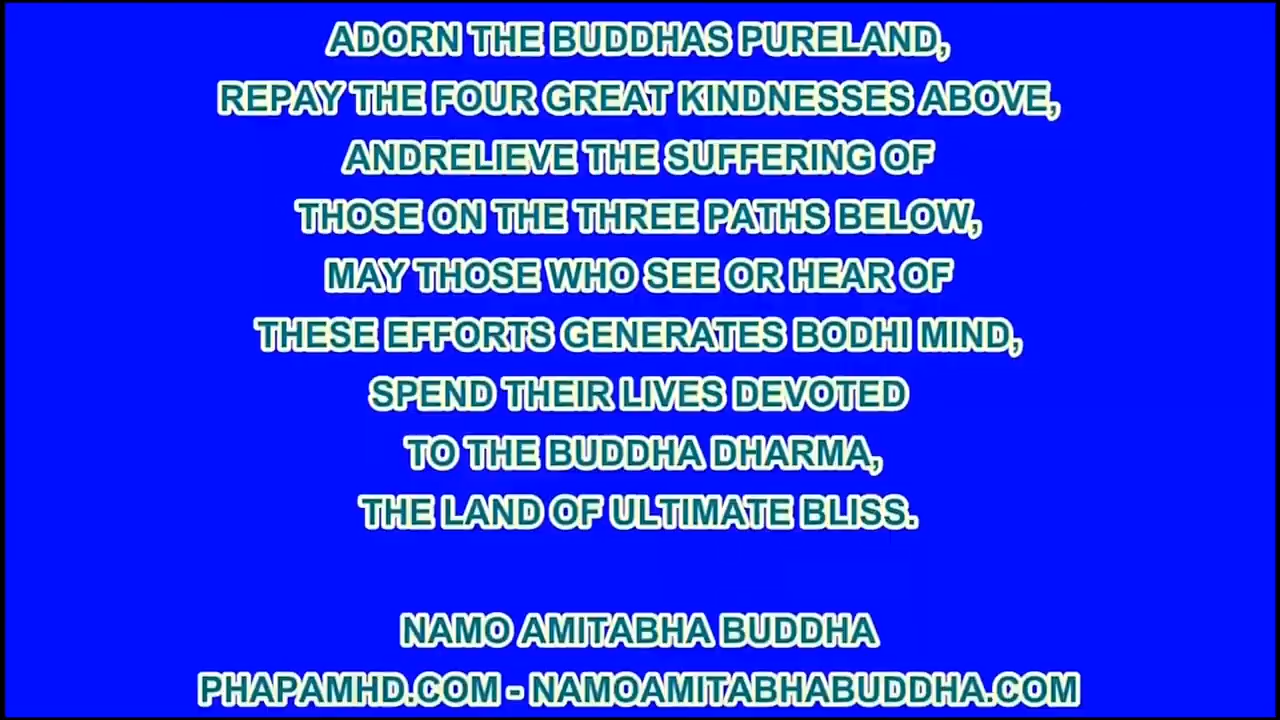 ADORN THE BUDDHAS PURELAND,
REPAY THE FOUR GREAT KINDNESSES ABOVE,
ANDRELIEVE THE SUFFERING OF
THOSE ON THE THREE PATHS BELOW,
MAY THOSE WHO SEE OR HEAR OF
THESE EFFORTS GENERATES BODHI MIND,
SPEND THEIR LIVES DEVOTED
TO THE BUDDHA DHARMA,
THE LAND OF ULTIMATE BLISS.
NAMO AMITABHA BUDDHA
PHAPAMHD.COM - NAMOAMITABHABUDDHA.COM